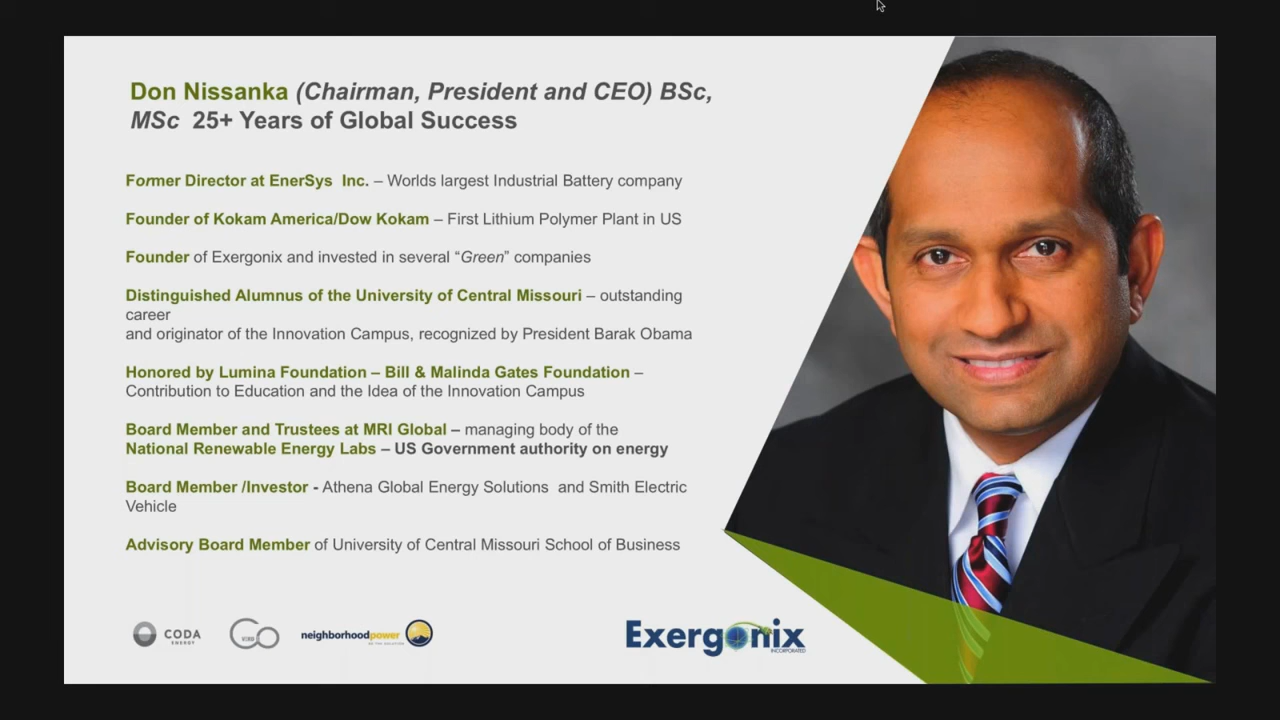 Don Nissanka (Chairman, President and CEO) BSc,
MSc 25+ Years of Global Success
Former Director at EnerSys Inc. – Worlds largest Industrial Battery company
Founder of Kokam America/Dow Kokam – First Lithium Polymer Plant in US
Founder of Exergonix and invested in several “Green” companies
Distinguished Alumnus of the University of Central Missouri – outstanding
career
and originator of the Innovation Campus, recognized by President Barak Obama
Honored by Lumina Foundation – Bill & Malinda Gates Foundation –
Contribution to Education and the Idea of the Innovation Campus
Board Member and Trustees at MRI Global – managing body of the
National Renewable Energy Labs – US Government authority on energy
Board Member /Investor - Athena Global Energy Solutions and Smith Electric
Vehicle
Advisory Board Member of University of Central Missouri School of Business
CODA
ENERGY
neighborhoodpower
Exergonix
INCORPORATED